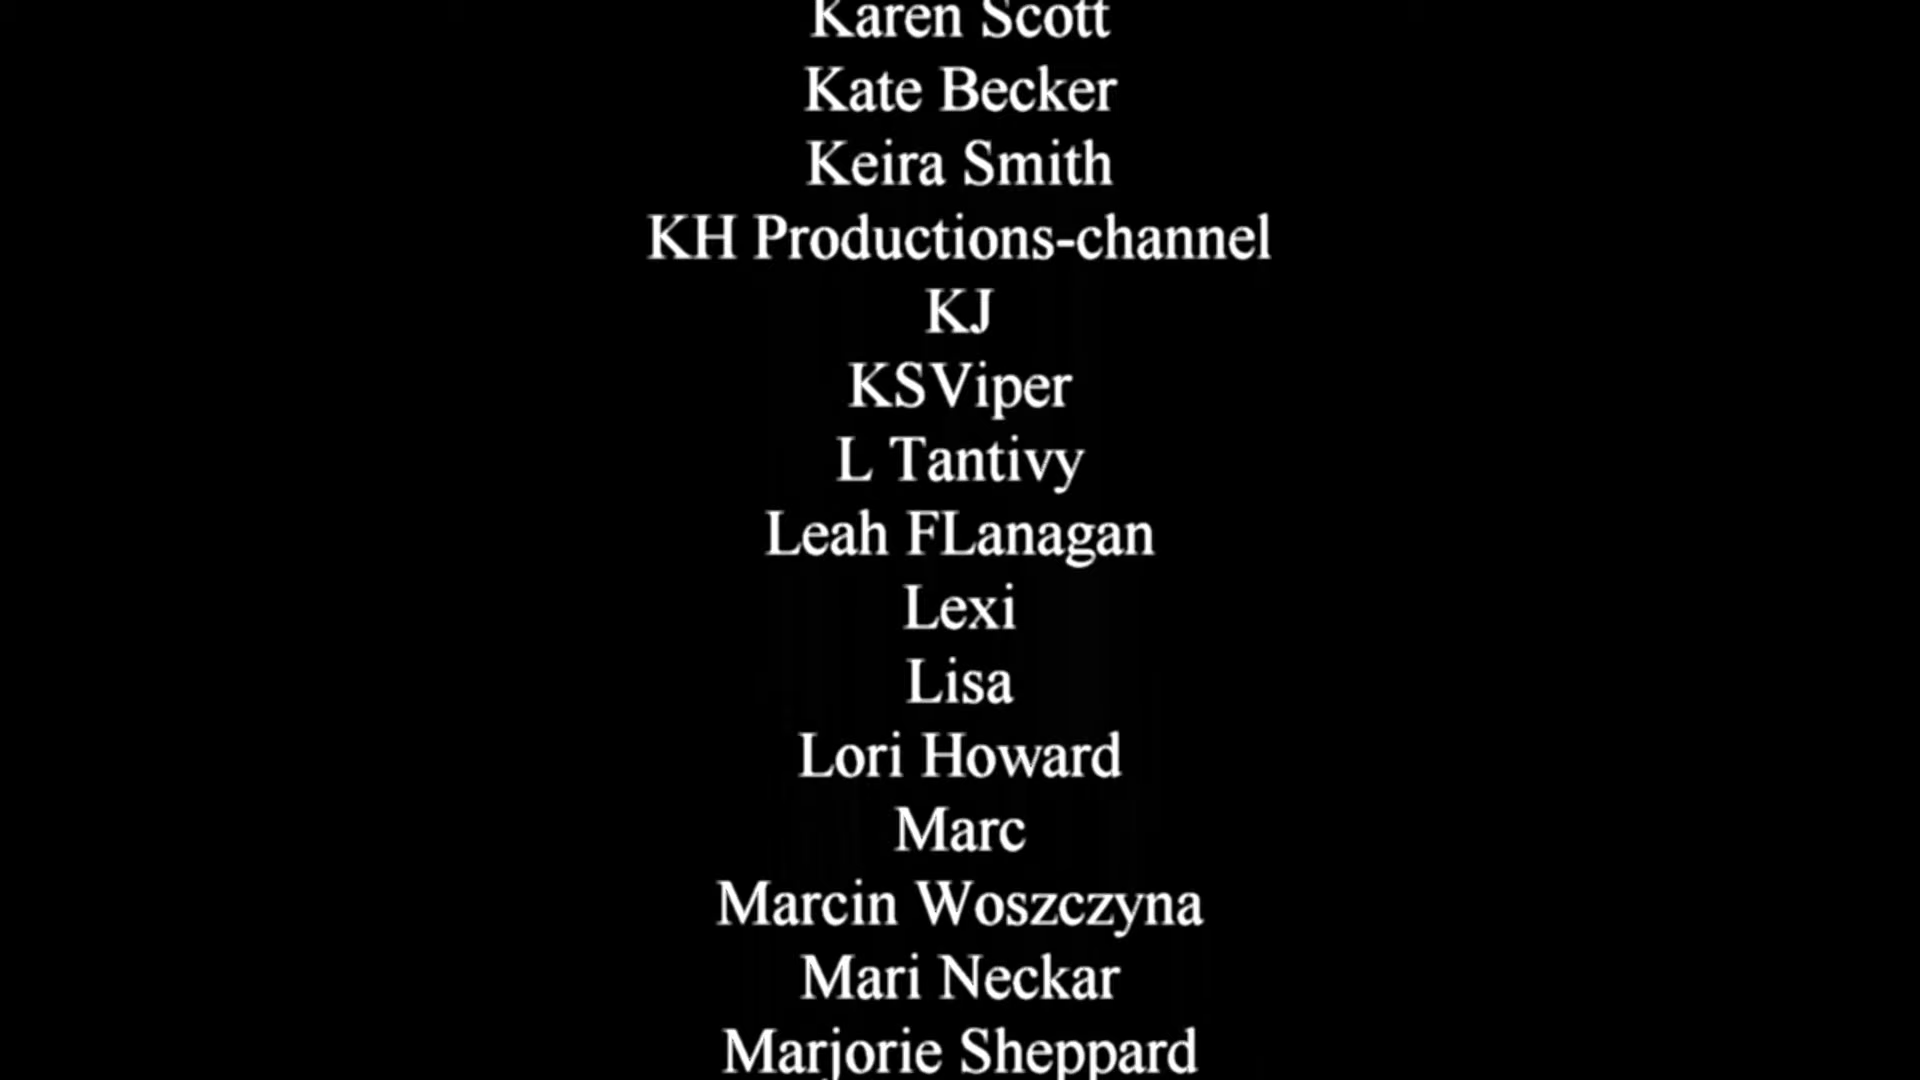 Karen Scott
Kate Becker
Keira Smith
KH Productions-channel
KJ
KSViper
L Tantivy
Leah FLanagan
Lexi
Lisa
Lori Howard
Marc
Marcin Woszczyna
Mari Neckar
Marjorie Sheppard